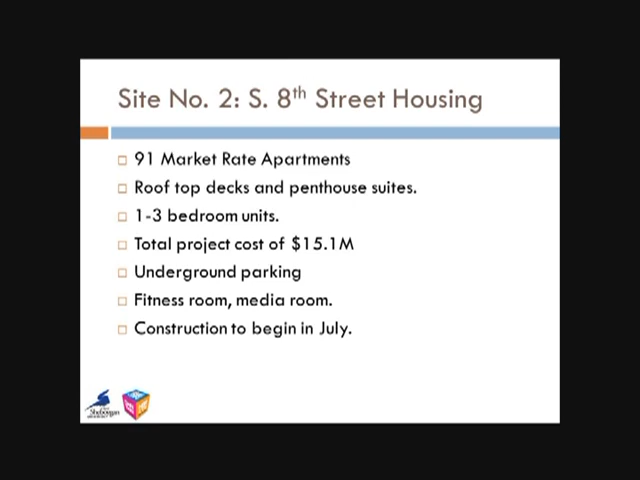 Site No. 2: S. 8th Street Housing
91 Market Rate Apartments
Roof top decks and penthouse suites.
1-3 bedroom units.
Total project cost of $15.1M
Underground parking
Fitness room, media room.
Construction to begin in July.
Sheboygan